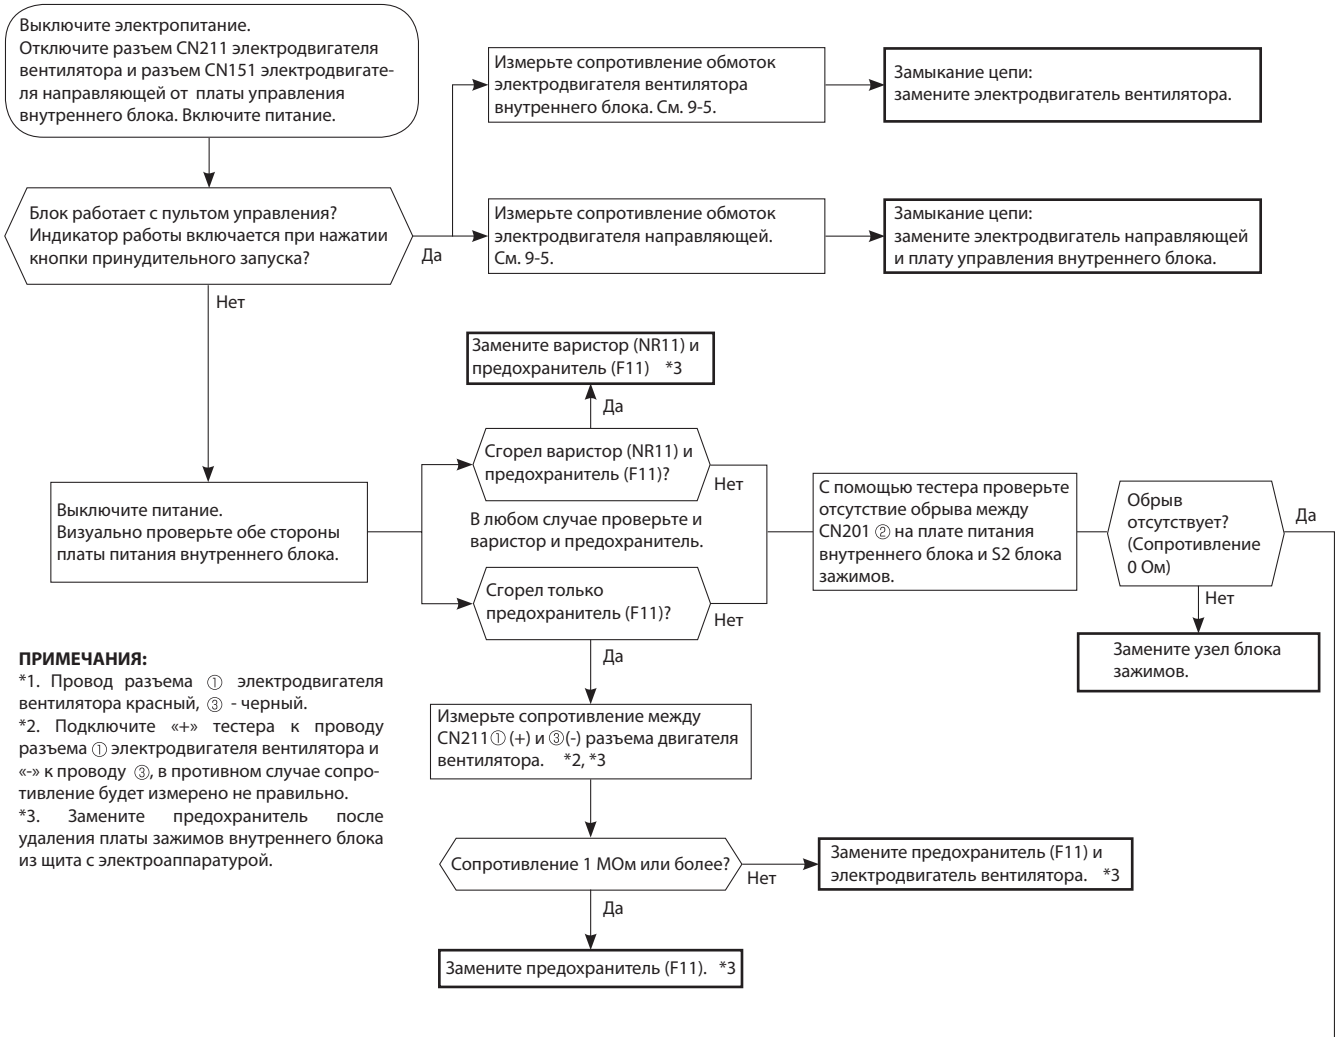 Выключите электропитание.
Отключите разъем CN211 электродвигателя
вентилятора и разъем CN151 электродвигате-
ля направляющей от платы управления
внутреннего блока. Включите питание.
Измерьте сопротивление обмоток
электродвигателя вентилятора
внутреннего блока. См. 9-5.
Замыкание цепи:
замените электродвигатель вентилятора.
Блок работает с пультом управления?
Индикатор работы включается при нажатии
кнопки принудительного запуска?
Да
Измерьте сопротивление обмоток
электродвигателя направляющей.
См. 9-5.
Замыкание цепи:
замените электродвигатель направляющей
и плату управления внутреннего блока.
Нет
Замените варистор (NR11) и
предохранитель (F11) *3
Да
Выключите питание.
Визуально проверьте обе стороны
платы питания внутреннего блока.
Сгорел варистор (NR11) и
предохранитель (F11)?
Нет
В любом случае проверьте и
варистор и предохранитель.
Сгорел только
предохранитель (F11)?
Нет
С помощью тестера проверьте
отсутствие обрыва между
CN201 ② на плате питания
внутреннего блока и S2 блока
зажимов.
Обрыв
отсутствует?
(Сопротивление
0 Ом)
Да
Нет
Замените узел блока
зажимов.
Да
Измерьте сопротивление между
CN211 ① (+) и ③(-) разъема двигателя
вентилятора. *2, *3
Сопротивление 1 МОм или более?
Нет
Замените предохранитель (F11) и
электродвигатель вентилятора. *3
Да
Замените предохранитель (F11). *3
ПРИМЕЧАНИЯ:
*1. Провод разъема ① электродвигателя
вентилятора красный, ③ - черный.
*2. Подключите «+» тестера к проводу
разъема ① электродвигателя вентилятора и
«-» к проводу ③, в противном случае сопро-
тивление будет измерено не правильно.
*3. Замените предохранитель после
удаления платы зажимов внутреннего блока
из щита с электроаппаратурой.